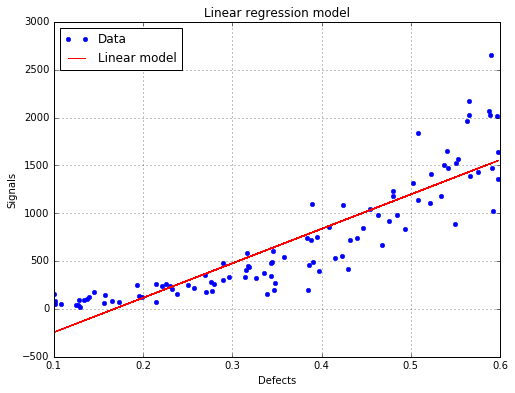 Linear regression model
3000
2500
2000
1500
1000
500
0
−500
Signals
Data
Linear model
0.1 0.2 0.3 0.4 0.5 0.6
Defects